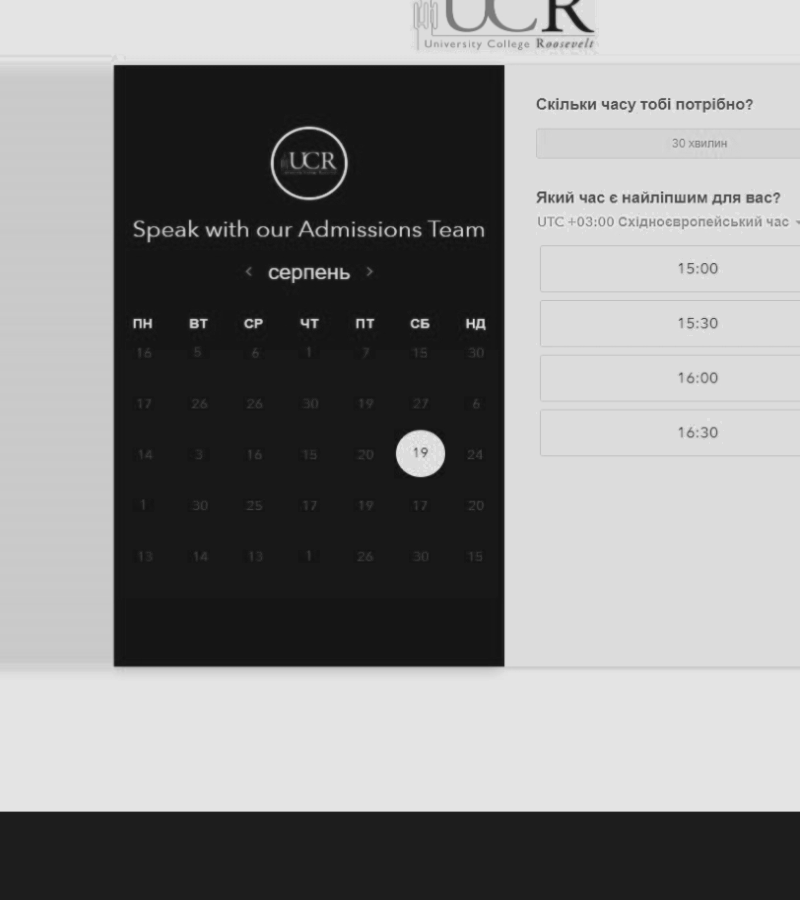 UCR
University College Roosevelt
UCR
Speak with our Admissions Team
< серпень >
ПН ВТ СР ЧТ ПТ СБ НД
16 5 6 1 7 15 30
17 26 26 30 19 27 6
14 3 16 15 20 19 24
1 30 25 17 19 17 20
13 14 13 1 26 30 15
Скільки часу тобі потрібно?
30 хвилин
Який час є найліпшим для вас?
UTC +03:00 Східноєвропейський час
15:00
15:30
16:00
16:30